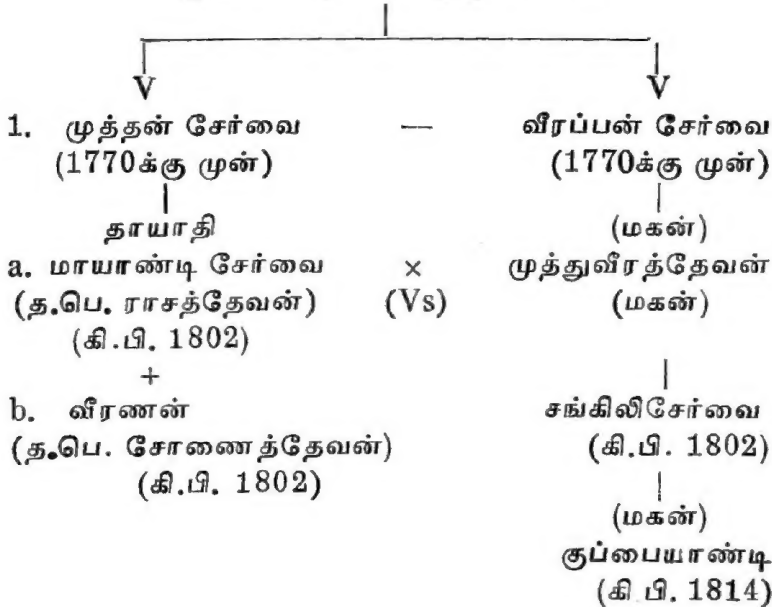 V V
1. முத்தன் சேர்வை — வீரப்பன் சேர்வை
(1770க்கு முன்) (1770க்கு முன்)
தாயாதி (மகன்)
a. மாயாண்டி சேர்வை × முத்துவீரத்தேவன்
(த.பெ. ராசத்தேவன்) (Vs) (மகன்)
(கி.பி. 1802)
+
b. வீரணன் சங்கிலிசேர்வை
(த.பெ. சோணைத்தேவன்) (கி.பி. 1802)
(கி.பி. 1802)
(மகன்)
குப்பையாண்டி
(கி பி. 1814)